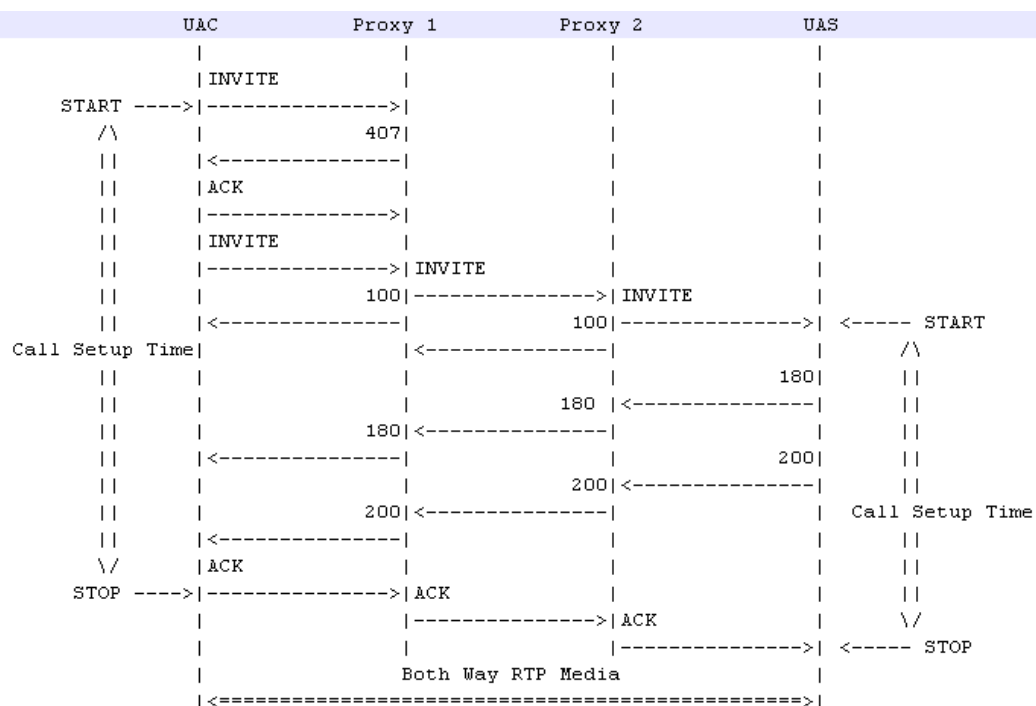 UAC Proxy 1 Proxy 2 UAS
| | | |
|INVITE | | |
START ---->|--------------->| | |
/\ | 407| | |
|| |<---------------| | |
|| |ACK | | |
|| |--------------->| | |
|| |INVITE | | |
|| |--------------->|INVITE | |
|| | 100|--------------->|INVITE |
|| |<---------------| 100|--------------->| <----- START
Call Setup Time| |<---------------| | /\
|| | | | 180| ||
|| | | 180 |<---------------| ||
|| | 180|<---------------| | ||
|| |<---------------| | 200| ||
|| | | 200|<---------------| ||
|| | 200|<---------------| | Call Setup Time
|| |<---------------| | | ||
\/ |ACK | | | ||
STOP ---->|--------------->|ACK | | ||
| |--------------->|ACK | \/
| | |--------------->| <----- STOP
| Both Way RTP Media |
|<==============================================>|